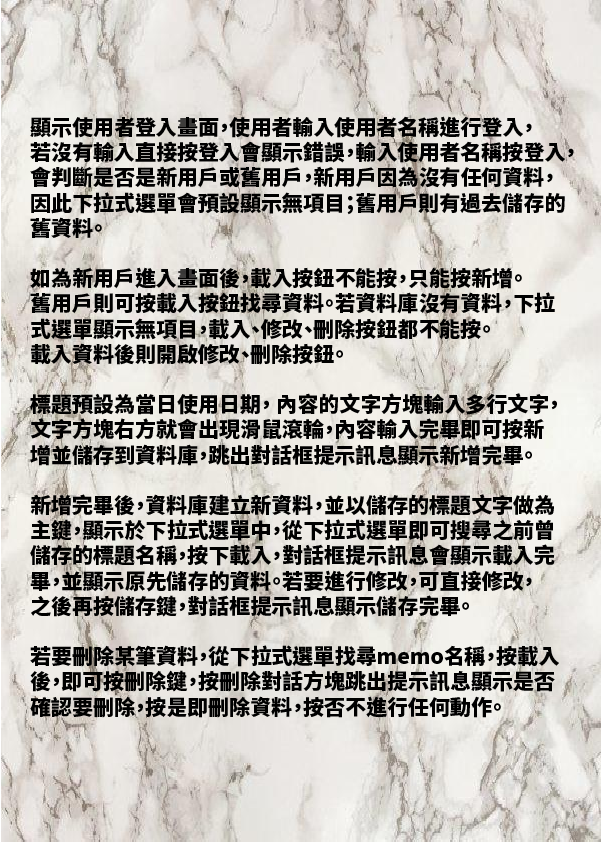 顯示使用者登入畫面，使用者輸入使用者名稱進行登入，
若沒有輸入直接按登入會顯示錯誤，輸入使用者名稱按登入，
會判斷是否是新用戶或舊用戶，新用戶因為沒有任何資料，
因此下拉式選單會預設顯示無項目；舊用戶則有過去儲存的
舊資料。
如為新用戶進入畫面後，載入按鈕不能按，只能按新增。
舊用戶則可按載入按鈕找尋資料。若資料庫沒有資料，下拉
式選單顯示無項目，載入、修改、刪除按鈕都不能按。
載入資料後則開啟修改、刪除按鈕。
標題預設為當日使用日期， 內容的文字方塊輸入多行文字，
文字方塊右方就會出現滑鼠滾輪，內容輸入完畢即可按新
增並儲存到資料庫，跳出對話框提示訊息顯示新增完畢。
新增完畢後，資料庫建立新資料，並以儲存的標題文字做為
主鍵，顯示於下拉式選單中，從下拉式選單即可搜尋之前曾
儲存的標題名稱，按下載入，對話框提示訊息會顯示載入完
畢，並顯示原先儲存的資料。若要進行修改，可直接修改，
之後再按儲存鍵，對話框提示訊息顯示儲存完畢。
若要刪除某筆資料，從下拉式選單找尋memo名稱，按載入
後，即可按刪除鍵，按刪除對話方塊跳出提示訊息顯示是否
確認要刪除，按是即刪除資料，按否不進行任何動作。